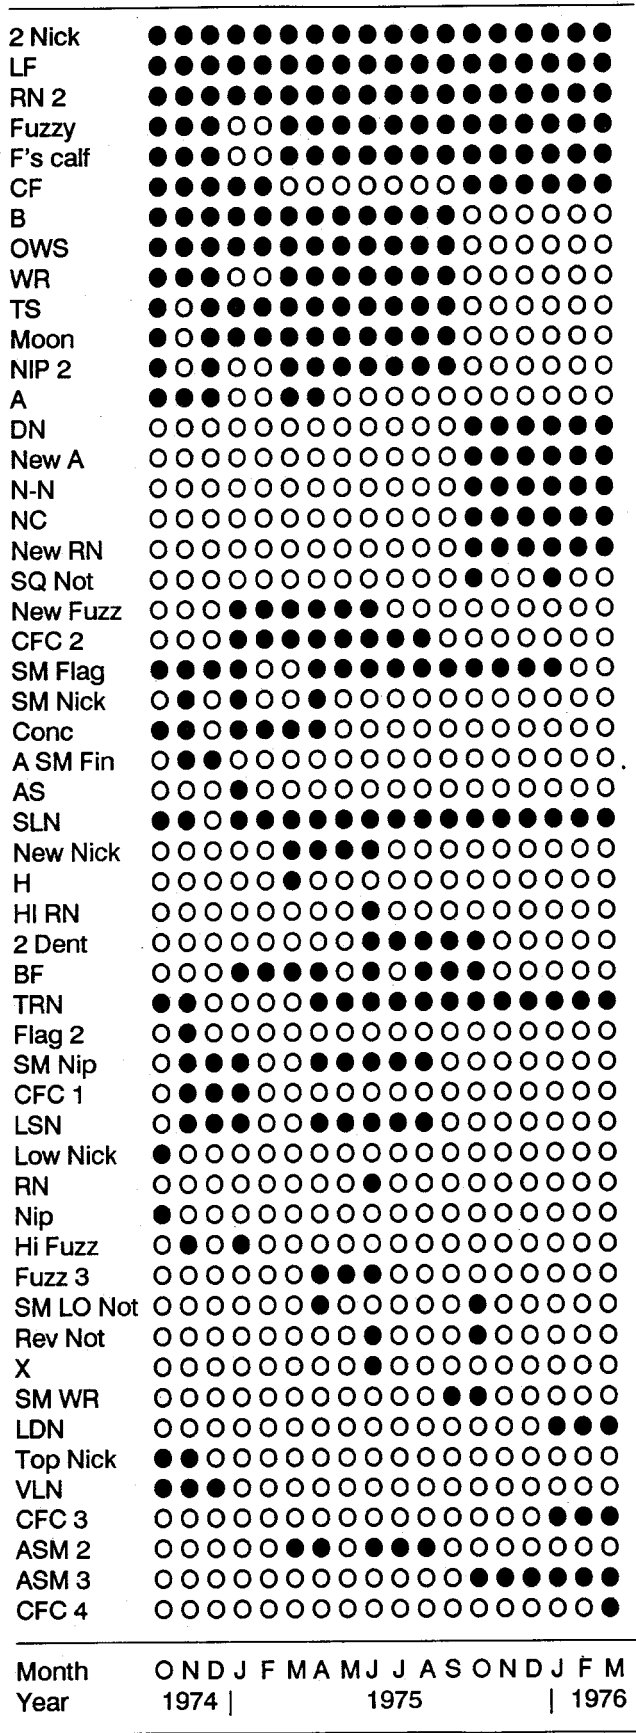 2 Nick
LF
RN 2
Fuzzy
F's calf
CF
B
OWS
WR
TS
Moon
NIP 2
A
DN
New A
N-N
NC
New RN
SQ Not
New Fuzz
CFC 2
SM Flag
SM Nick
Conc
A SM Fin
AS
SLN
New Nick
H
HI RN
2 Dent
BF
TRN
Flag 2
SM Nip
CFC 1
LSN
Low Nick
RN
Nip
Hi Fuzz
Fuzz 3
SM LO Not
Rev Not
X
SM WR
LDN
Top Nick
VLN
CFC 3
ASM 2
ASM 3
CFC 4
Month O N D J F M A M J J A S O N D J F M
Year 1974 | 1975 | 1976